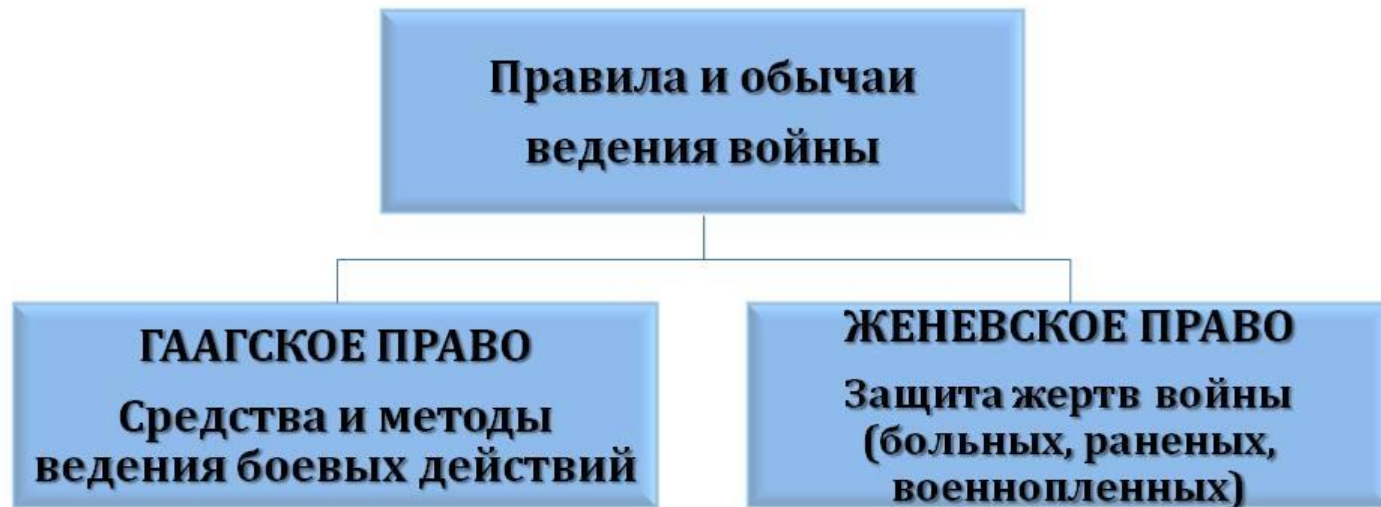 Правила и обычаи
ведения войны
ГААГСКОЕ ПРАВО
Средства и методы
ведения боевых действий
ЖЕНЕВСКОЕ ПРАВО
Защита жертв войны
(больных, раненых,
военнопленных)